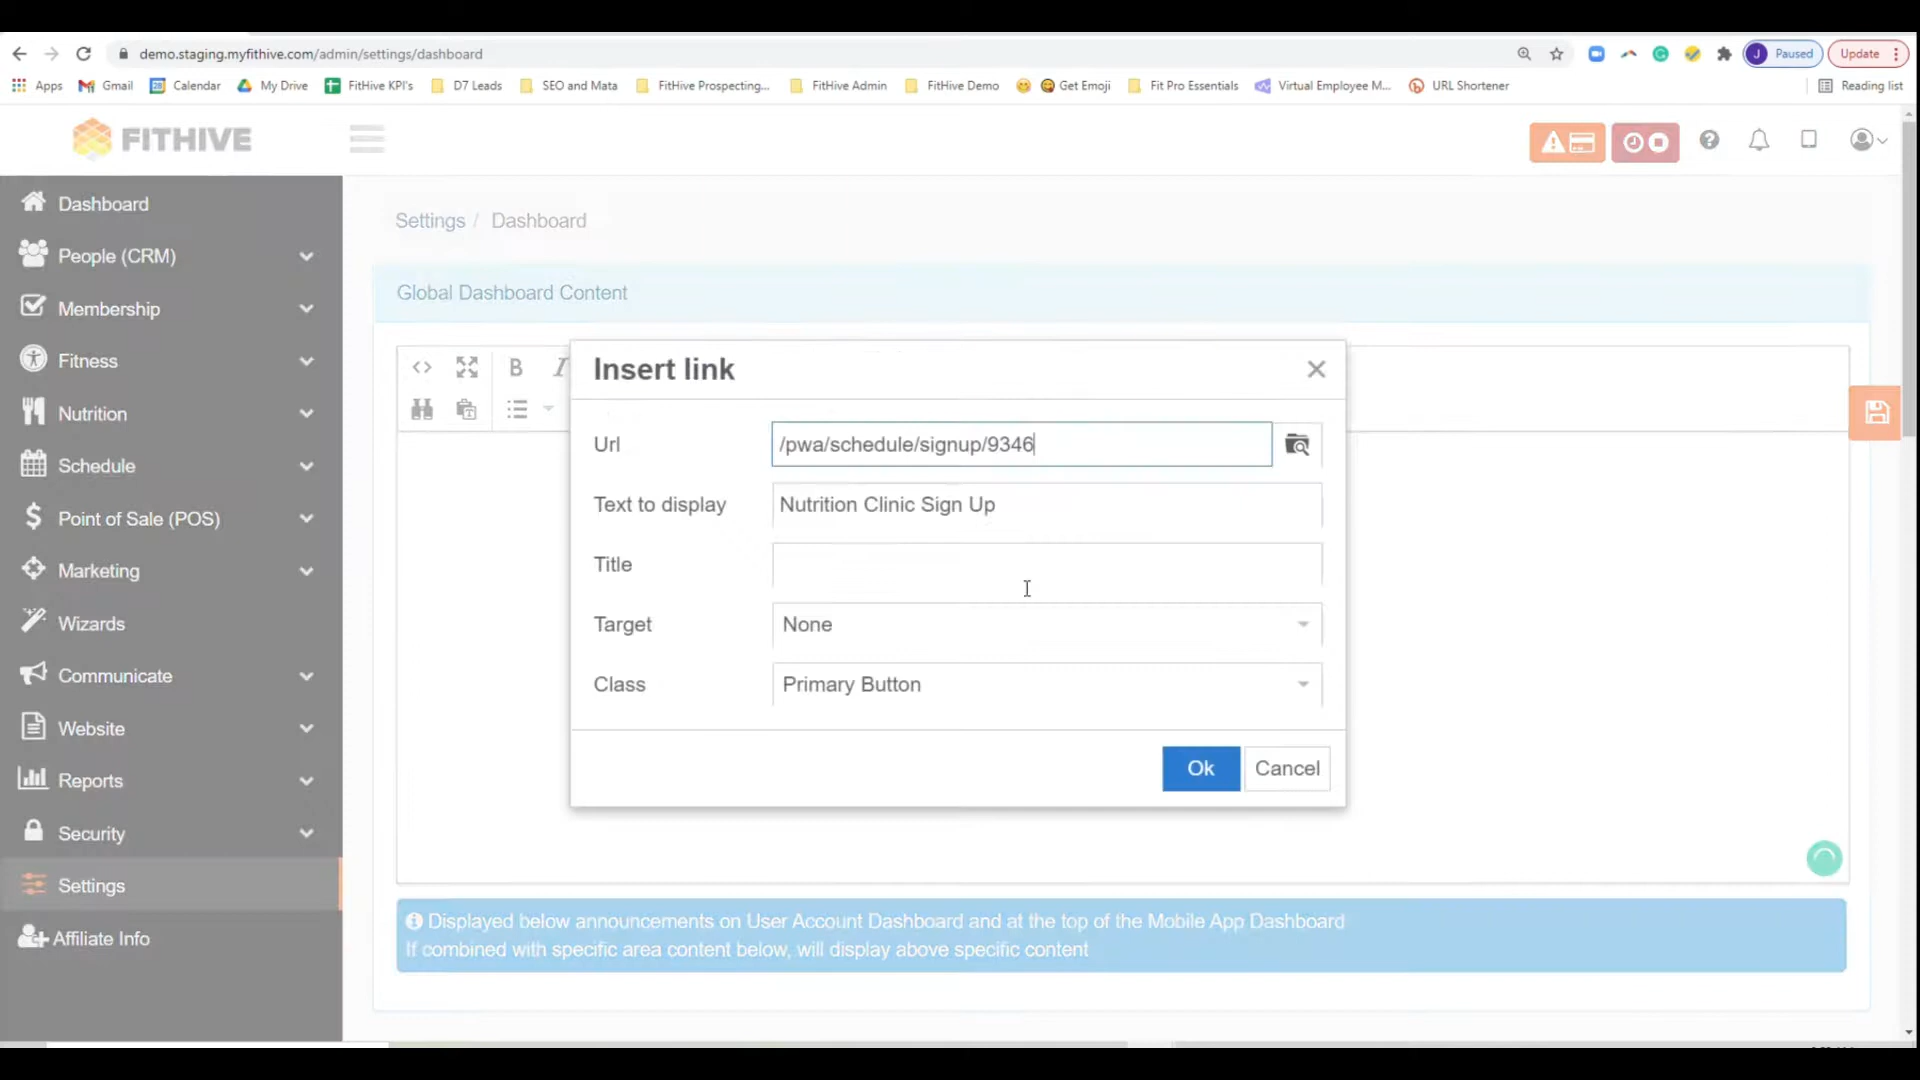 demo.staging.myfithive.com/admin/settings/dashboard
J Paused
Update
Apps
Gmail
Calendar
My Drive
FitHive KPI's
D7 Leads
SEO and Mata
FitHive Prospecting...
FitHive Admin
FitHive Demo
Get Emoji
Fit Pro Essentials
Virtual Employee M...
URL Shortener
Reading list
FITHIVE
Dashboard
People (CRM)
Membership
Fitness
Nutrition
Schedule
Point of Sale (POS)
Marketing
Wizards
Communicate
Website
Reports
Security
Settings
Affiliate Info
Settings / Dashboard
Global Dashboard Content
B I
Insert link
Url /pwa/schedule/signup/9346
Text to display Nutrition Clinic Sign Up
Title
Target None
Class Primary Button
Ok Cancel
Displayed below announcements on User Account Dashboard and at the top of the Mobile App Dashboard
If combined with specific area content below, will display above specific content